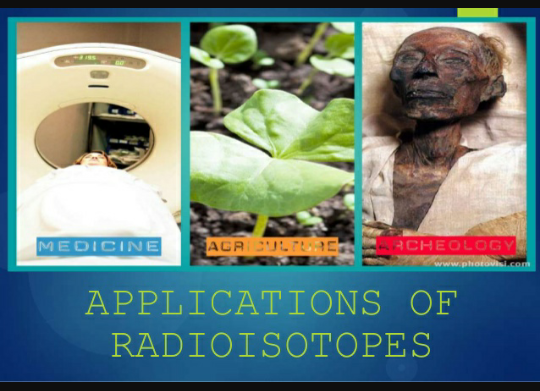 MEDICINE
AGRICULTURE
ARCHEOLOGY
www.photovisi.com
APPLICATIONS OF
RADIOISOTOPES